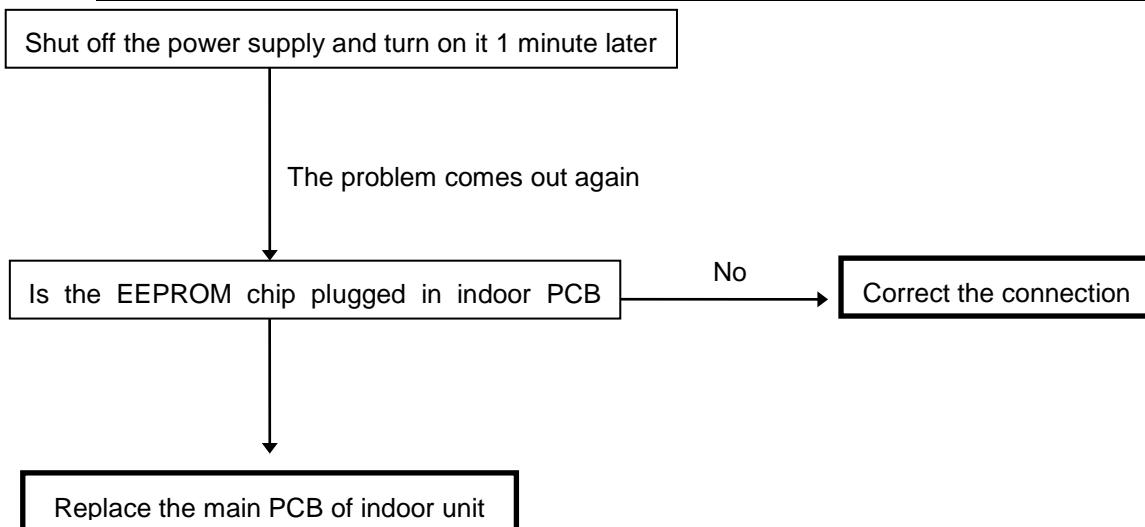 Shut off the power supply and turn on it 1 minute later
The problem comes out again
Is the EEPROM chip plugged in indoor PCB
No
Correct the connection
Replace the main PCB of indoor unit